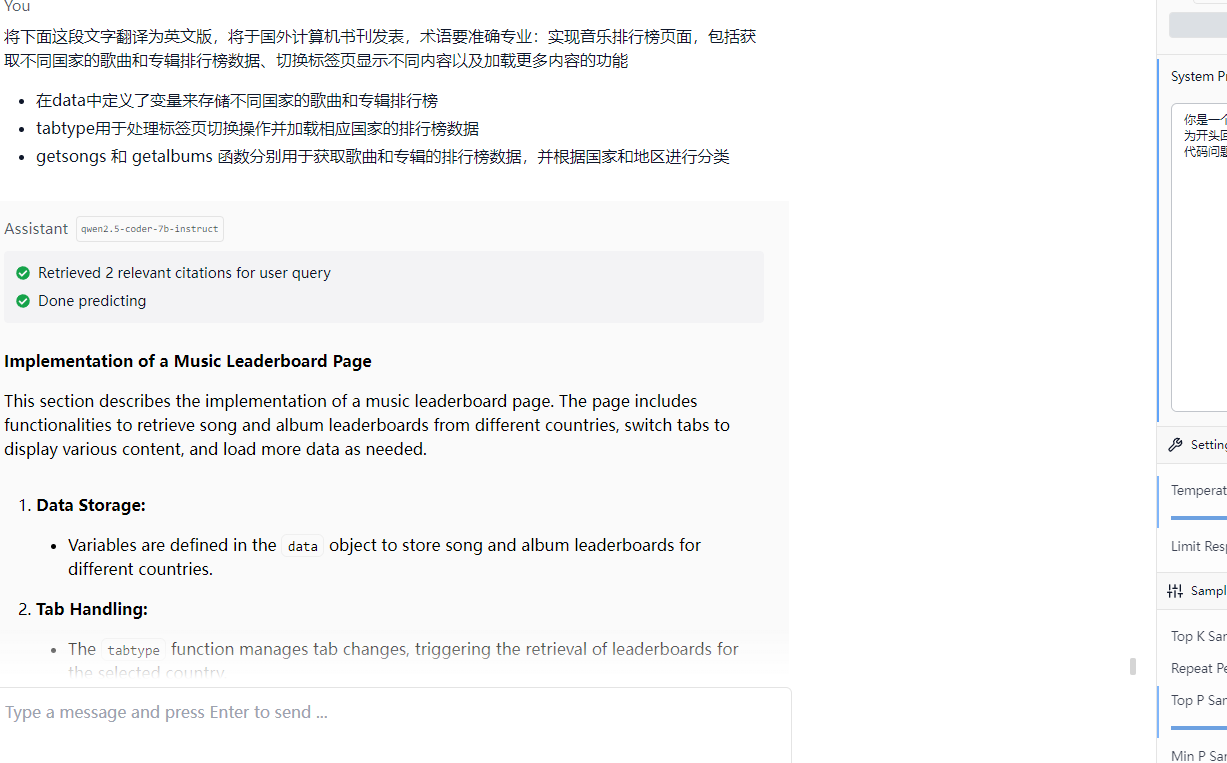 You
将下面这段文字翻译为英文版，将于国外计算机书刊发表，术语要准确专业：实现音乐排行榜页面，包括获
取不同国家的歌曲和专辑排行榜数据、切换标签页显示不同内容以及加载更多内容的功能
• 在data中定义了变量来存储不同国家的歌曲和专辑排行榜
• tabtype用于处理标签页切换操作并加载相应国家的排行榜数据
• getsongs 和 getalbums 函数分别用于获取歌曲和专辑的排行榜数据，并根据国家和地区进行分类
Assistant qwen2.5-coder-7b-instruct
Retrieved 2 relevant citations for user query
Done predicting
Implementation of a Music Leaderboard Page
This section describes the implementation of a music leaderboard page. The page includes
functionalities to retrieve song and album leaderboards from different countries, switch tabs to
display various content, and load more data as needed.
1. Data Storage:
• Variables are defined in the data object to store song and album leaderboards for
different countries.
2. Tab Handling:
• The tabtype function manages tab changes, triggering the retrieval of leaderboards for
the selected country.
Type a message and press Enter to send ...
System Pr
你是一个
为开头回
代码问题
Setting
Temperat
Limit Resp
Sampl
Top K Sam
Repeat Pe
Top P Sam
Min P Sam